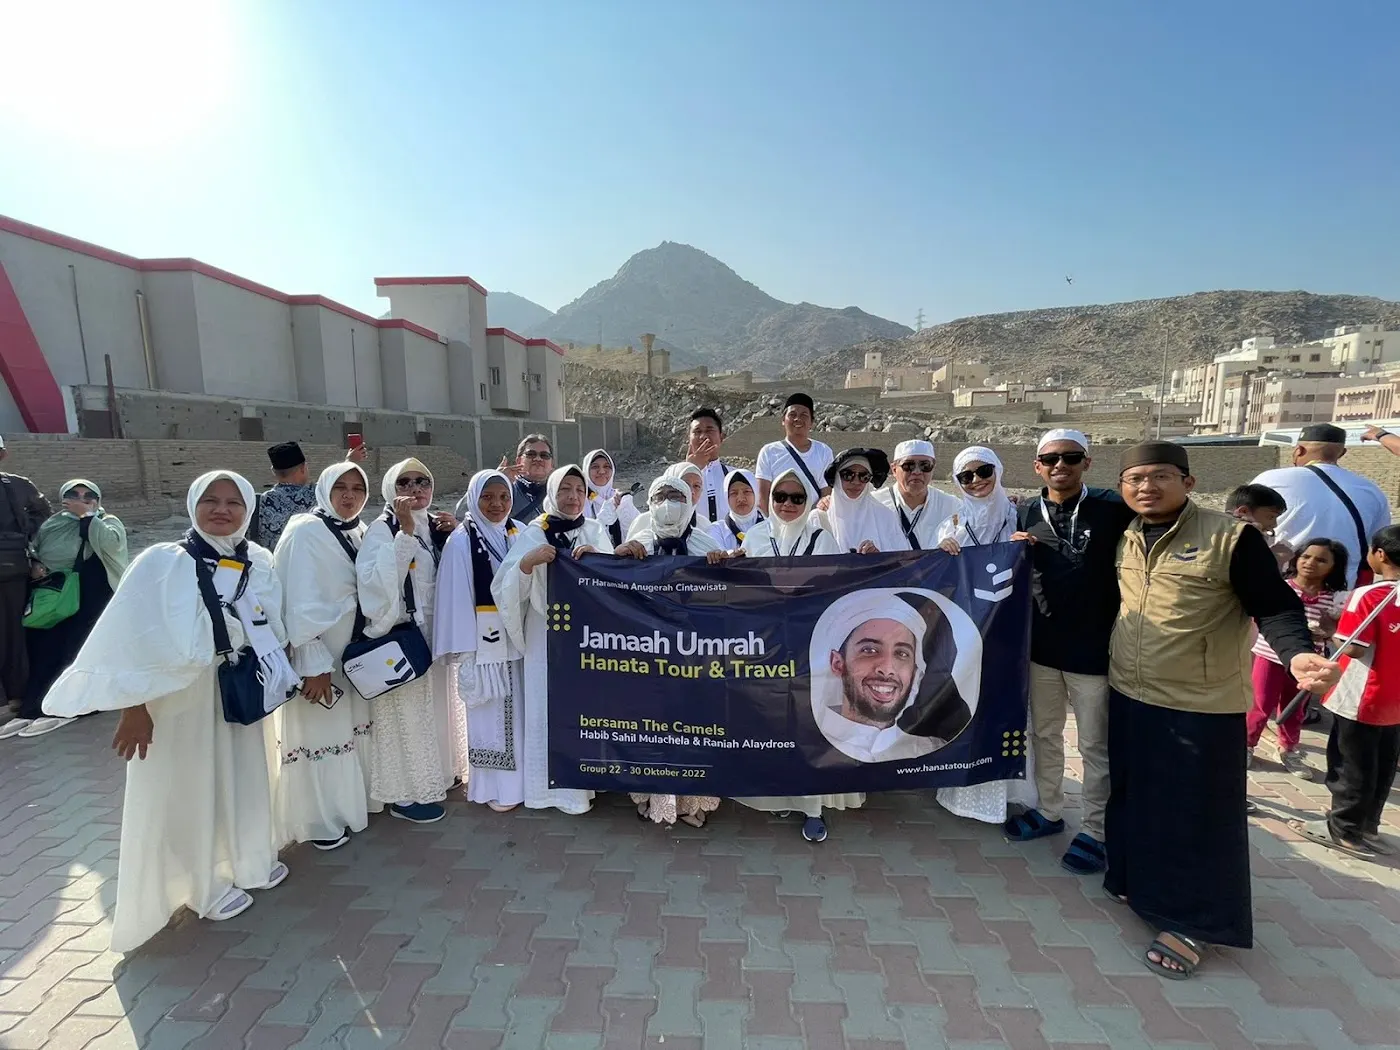 PT Haramain Anugerah Cintawisata
Jamaah Umrah
Hanata Tour & Travel
bersama The Camels
Habib Sahil Mulachela & Raniah Alaydroes
Group 22 - 30 Oktober 2022
www.hanatatours.com